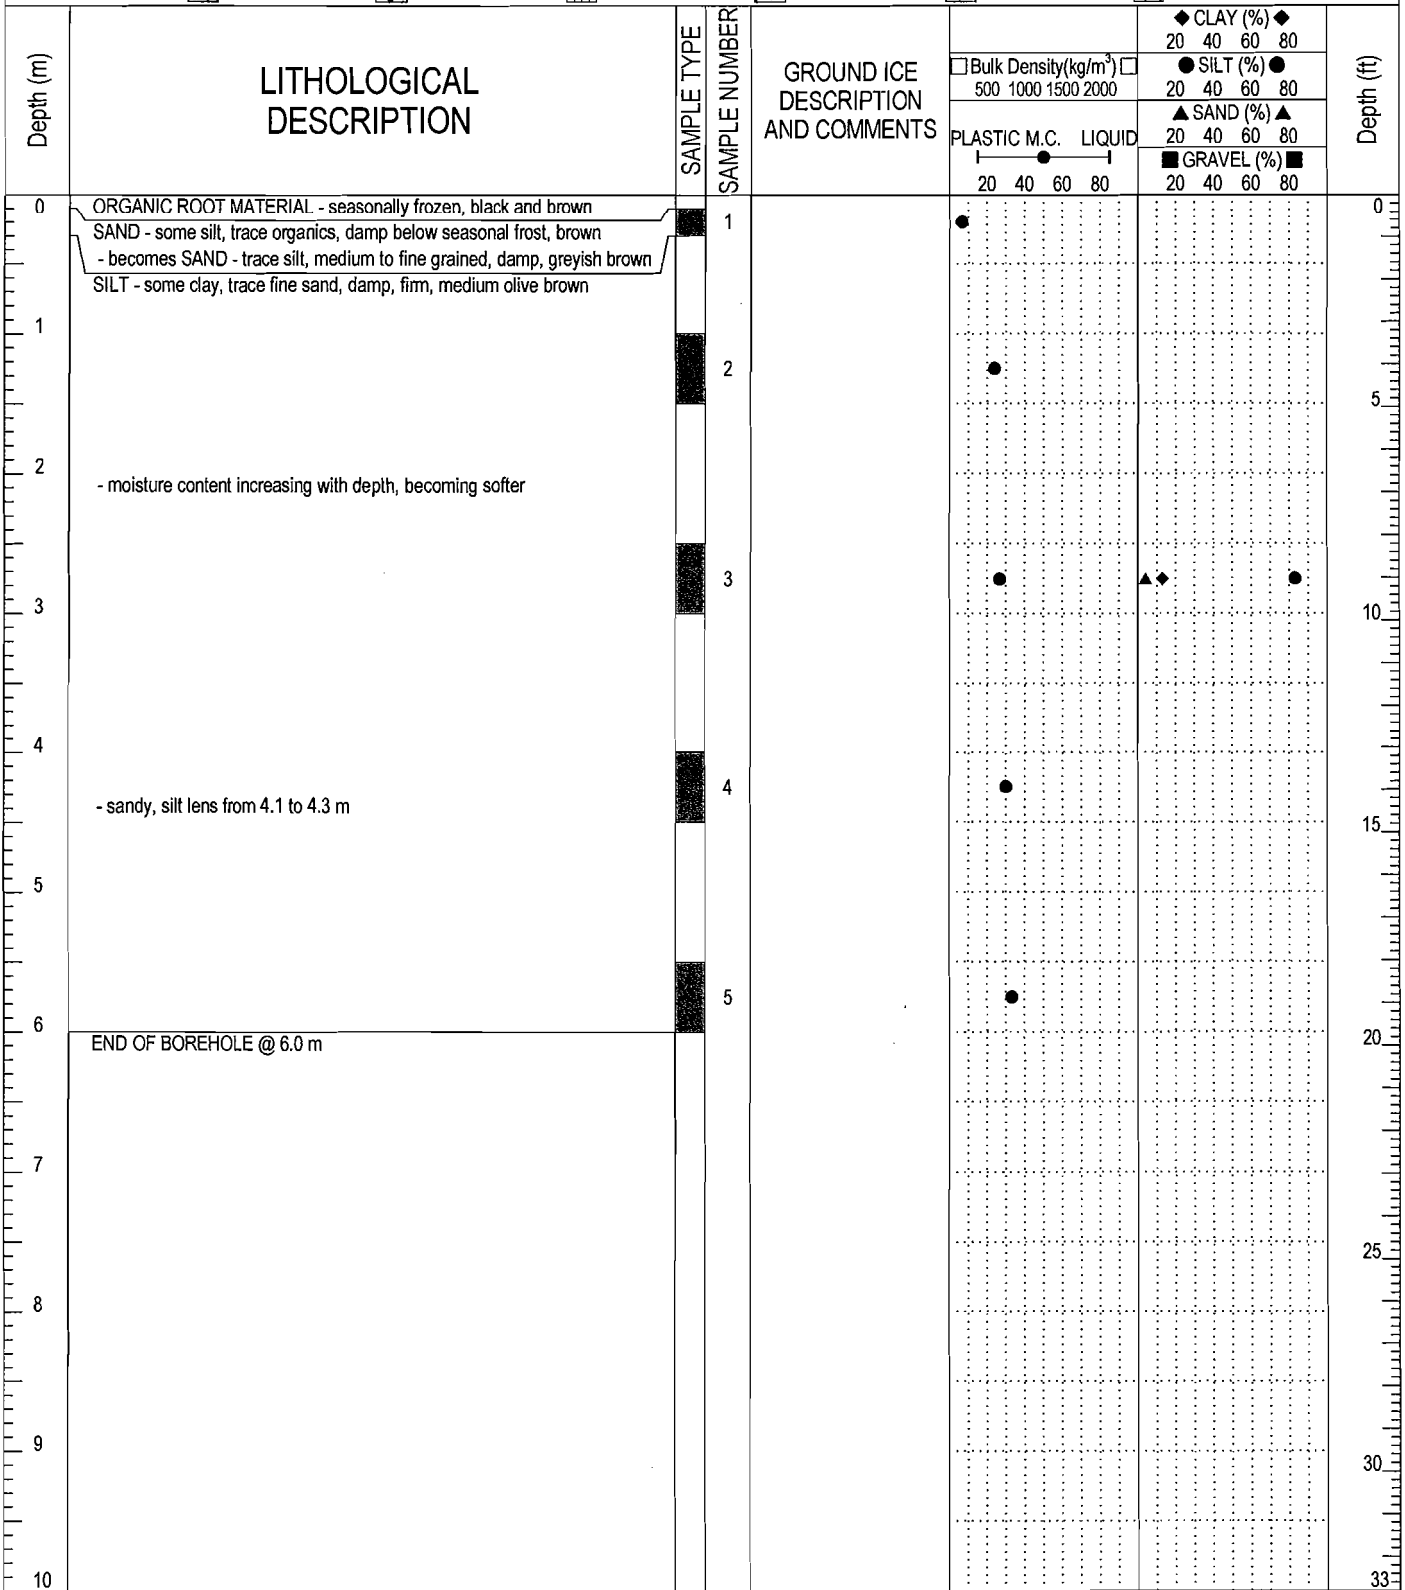 Depth (m)
LITHOLOGICAL
DESCRIPTION
SAMPLE TYPE
SAMPLE NUMBER
GROUND ICE
DESCRIPTION
AND COMMENTS
□ Bulk Density(kg/m³) □
500 1000 1500 2000
PLASTIC M.C. LIQUID
20 40 60 80
◆ CLAY (%) ◆
20 40 60 80
● SILT (%) ●
20 40 60 80
▲ SAND (%) ▲
20 40 60 80
■ GRAVEL (%) ■
20 40 60 80
Depth (ft)
0
ORGANIC ROOT MATERIAL - seasonally frozen, black and brown
1
0
SAND - some silt, trace organics, damp below seasonal frost, brown
- becomes SAND - trace silt, medium to fine grained, damp, greyish brown
SILT - some clay, trace fine sand, damp, firm, medium olive brown
1
2
5
2
- moisture content increasing with depth, becoming softer
3
3
10
4
4
- sandy, silt lens from 4.1 to 4.3 m
15
5
5
6
END OF BOREHOLE @ 6.0 m
20
7
25
8
9
30
10
33